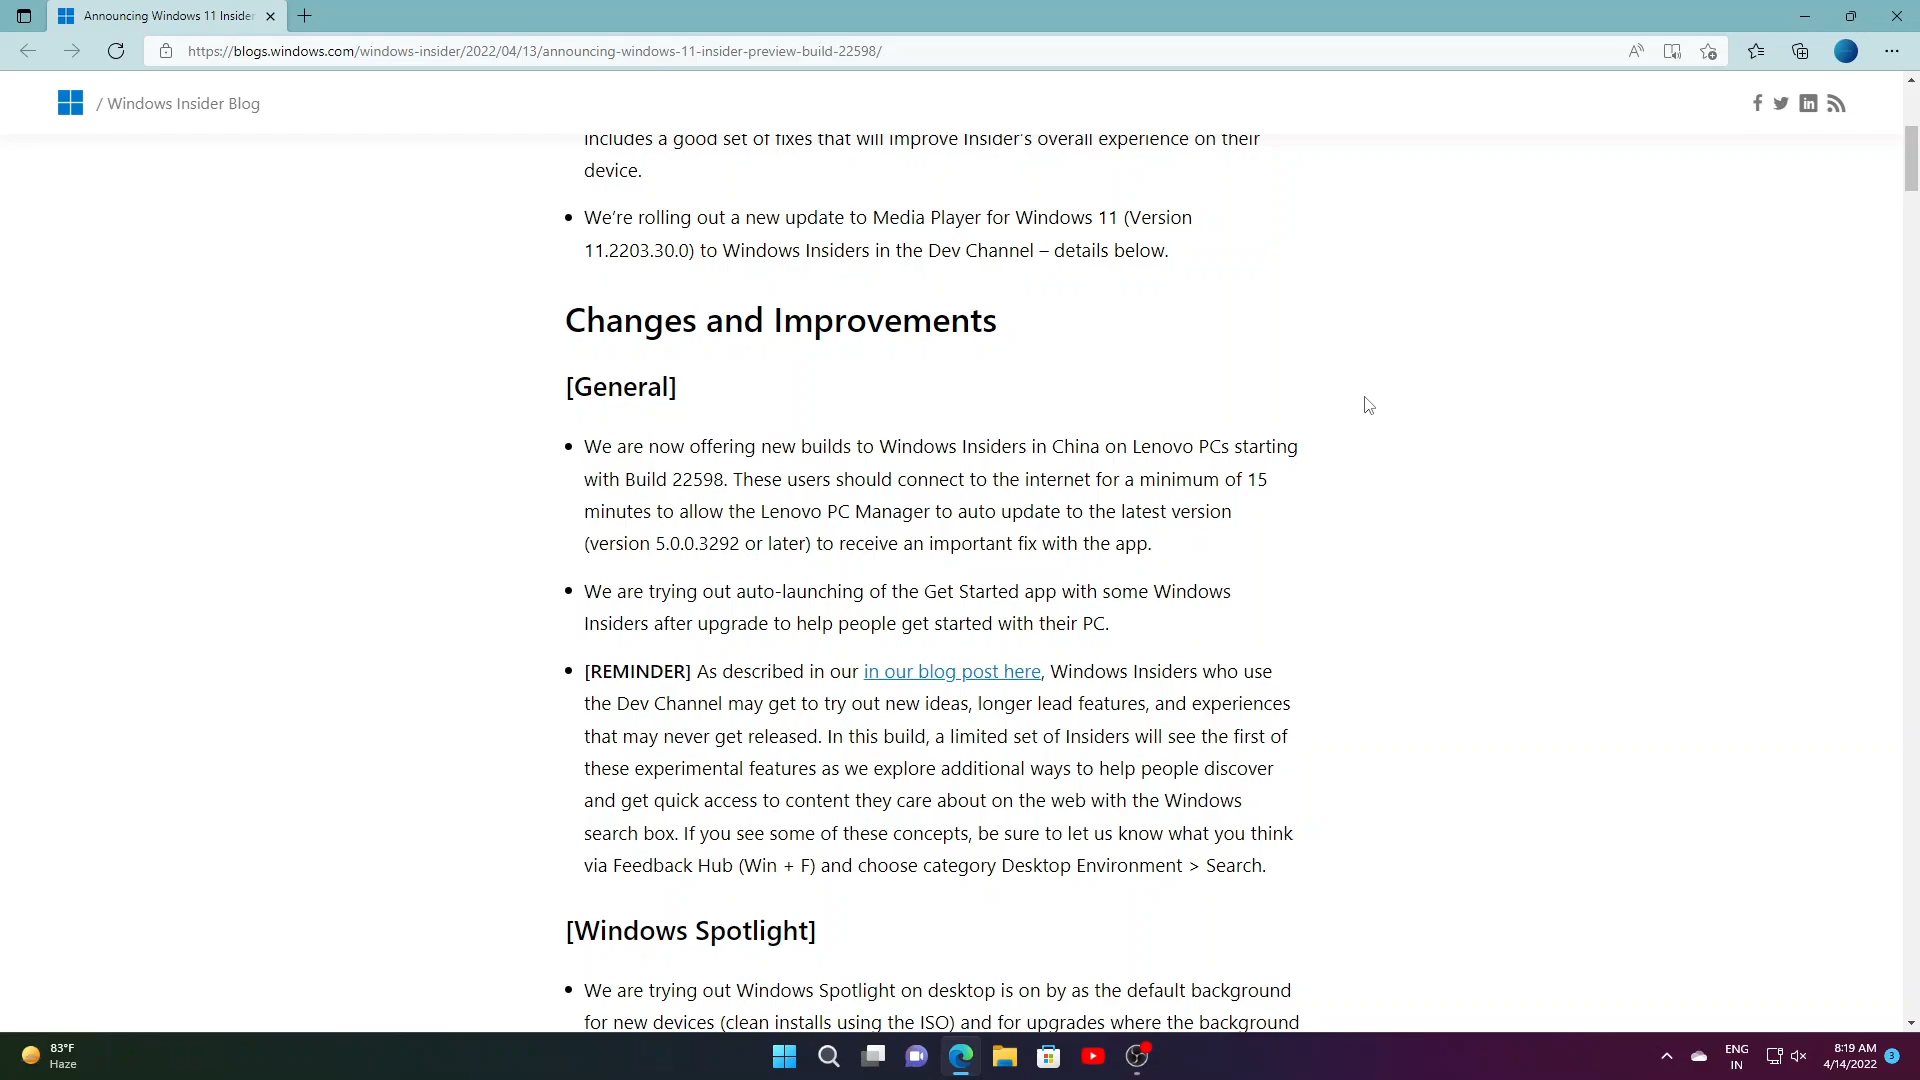 Announcing Windows 11 Insider
https://blogs.windows.com/windows-insider/2022/04/13/announcing-windows-11-insider-preview-build-22598/
/ Windows Insider Blog
includes a good set of fixes that will improve Insider's overall experience on their
device.
• We're rolling out a new update to Media Player for Windows 11 (Version
11.2203.30.0) to Windows Insiders in the Dev Channel – details below.
Changes and Improvements
[General]
• We are now offering new builds to Windows Insiders in China on Lenovo PCs starting
with Build 22598. These users should connect to the internet for a minimum of 15
minutes to allow the Lenovo PC Manager to auto update to the latest version
(version 5.0.0.3292 or later) to receive an important fix with the app.
• We are trying out auto-launching of the Get Started app with some Windows
Insiders after upgrade to help people get started with their PC.
• [REMINDER] As described in our in our blog post here, Windows Insiders who use
the Dev Channel may get to try out new ideas, longer lead features, and experiences
that may never get released. In this build, a limited set of Insiders will see the first of
these experimental features as we explore additional ways to help people discover
and get quick access to content they care about on the web with the Windows
search box. If you see some of these concepts, be sure to let us know what you think
via Feedback Hub (Win + F) and choose category Desktop Environment > Search.
[Windows Spotlight]
• We are trying out Windows Spotlight on desktop is on by as the default background
for new devices (clean installs using the ISO) and for upgrades where the background
83°F
Haze
ENG
IN
8:19 AM
4/14/2022
3